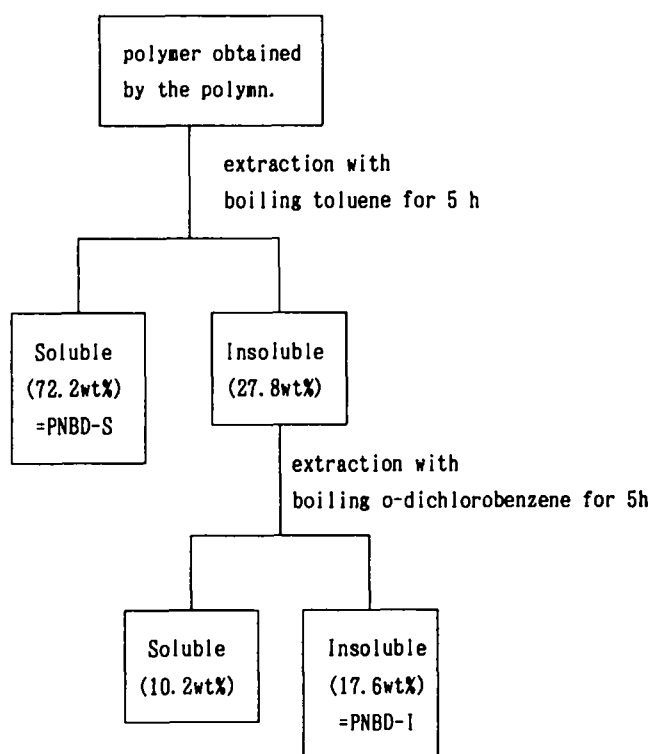 polymer obtained
by the polymn.
extraction with
boiling toluene for 5 h
Soluble
(72.2wt%)
=PNBD-S
Insoluble
(27.8wt%)
extraction with
boiling o-dichlorobenzene for 5h
Soluble
(10.2wt%)
Insoluble
(17.6wt%)
=PNBD-I